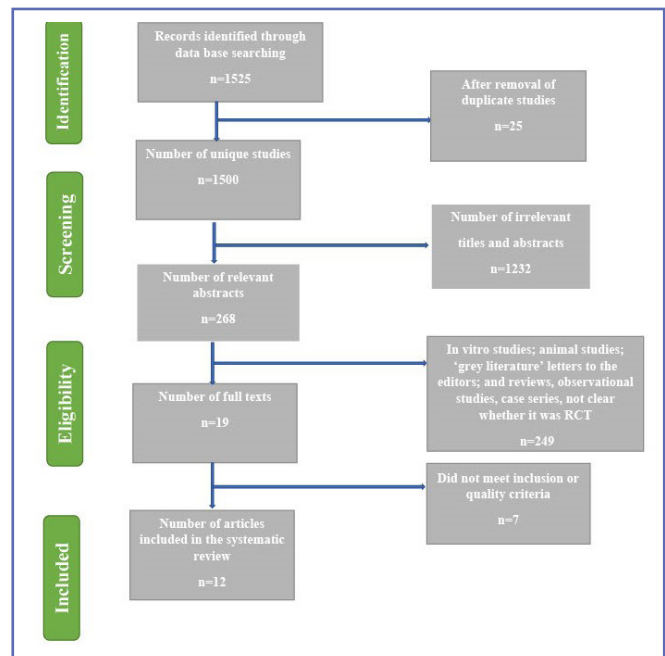 Identification
Records identified through
data base searching
n=1525
After removal of
duplicate studies
n=25
Number of unique studies
n=1500
Screening
Number of irrelevant
titles and abstracts
n=1232
Number of relevant
abstracts
n=268
Eligibility
In vitro studies; animal studies;
‘grey literature’ letters to the
editors; and reviews, observational
studies, case series, not clear
whether it was RCT
n=249
Number of full texts
n=19
Did not meet inclusion or
quality criteria
n=7
Included
Number of articles
included in the systematic
review
n=12